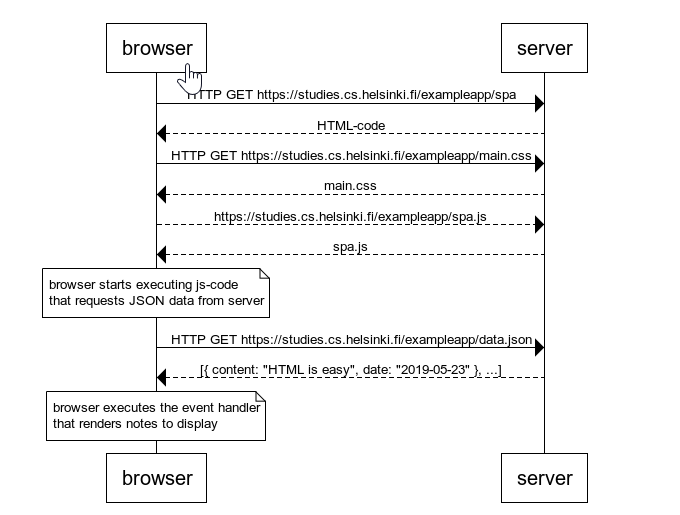 browser server
HTTP GET https://studies.cs.helsinki.fi/exampleapp/spa
HTML-code
HTTP GET https://studies.cs.helsinki.fi/exampleapp/main.css
main.css
https://studies.cs.helsinki.fi/exampleapp/spa.js
spa.js
browser starts executing js-code
that requests JSON data from server
HTTP GET https://studies.cs.helsinki.fi/exampleapp/data.json
[{ content: "HTML is easy", date: "2019-05-23" }, ...]
browser executes the event handler
that renders notes to display
browser server